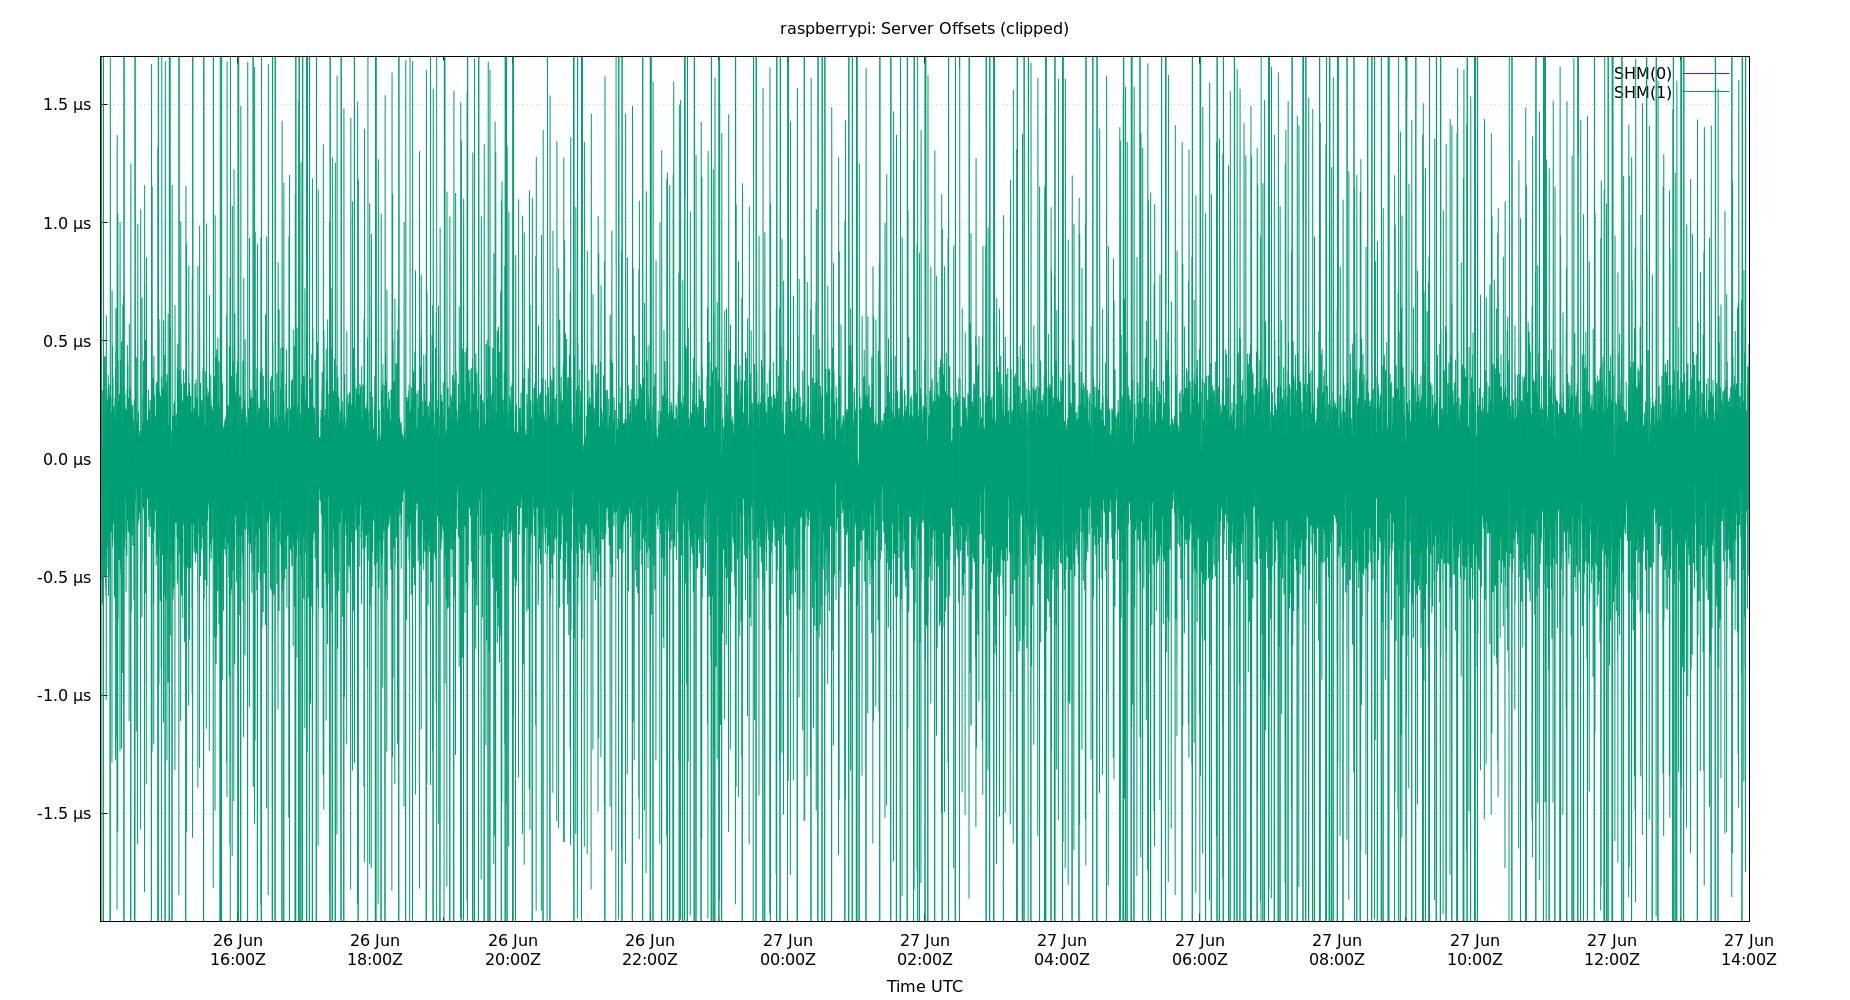 raspberrypi: Server Offsets (clipped)
SHM(0)
SHM(1)
1.5 µs
1.0 µs
0.5 µs
0.0 µs
-0.5 µs
-1.0 µs
-1.5 µs
26 Jun 26 Jun 26 Jun 26 Jun 27 Jun 27 Jun 27 Jun 27 Jun 27 Jun 27 Jun 27 Jun 27 Jun
16:00Z 18:00Z 20:00Z 22:00Z 00:00Z 02:00Z 04:00Z 06:00Z 08:00Z 10:00Z 12:00Z 14:00Z
Time UTC